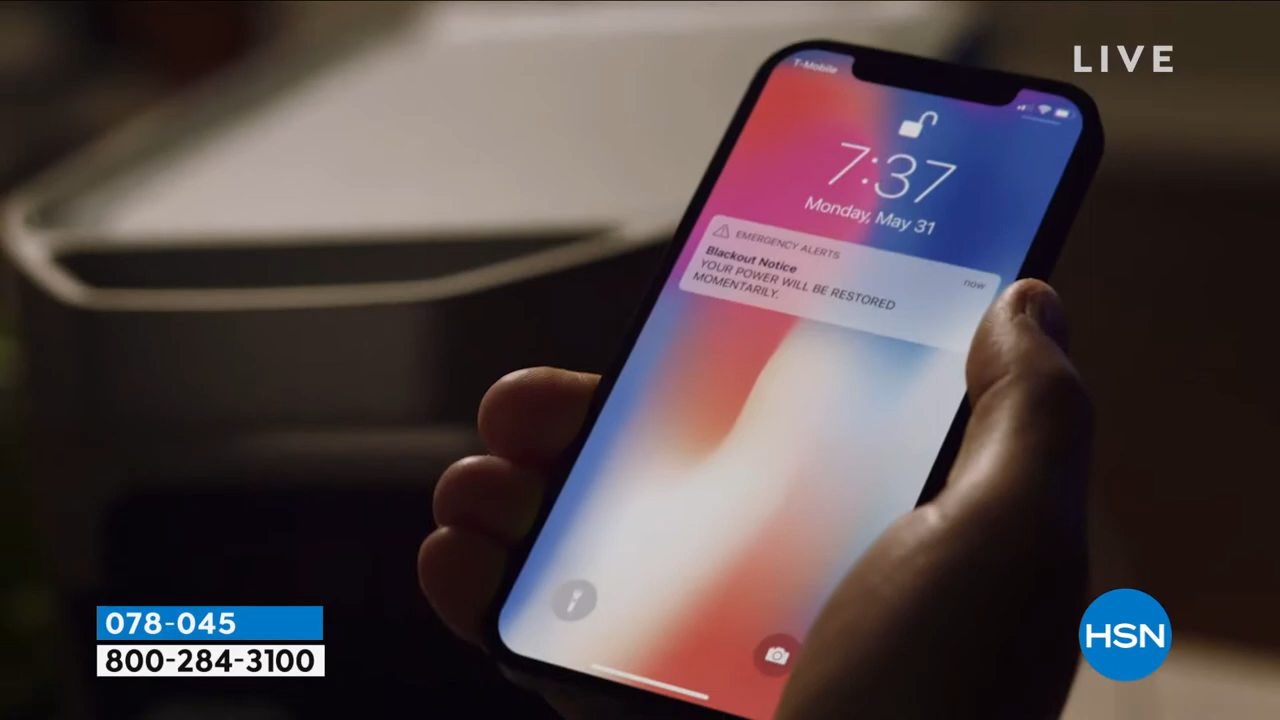 LIVE
T-Mobile
7:37
Monday, May 31
EMERGENCY ALERTS
now
Blackout Notice
YOUR POWER WILL BE RESTORED
MOMENTARILY.
078-045
800-284-3100
HSN